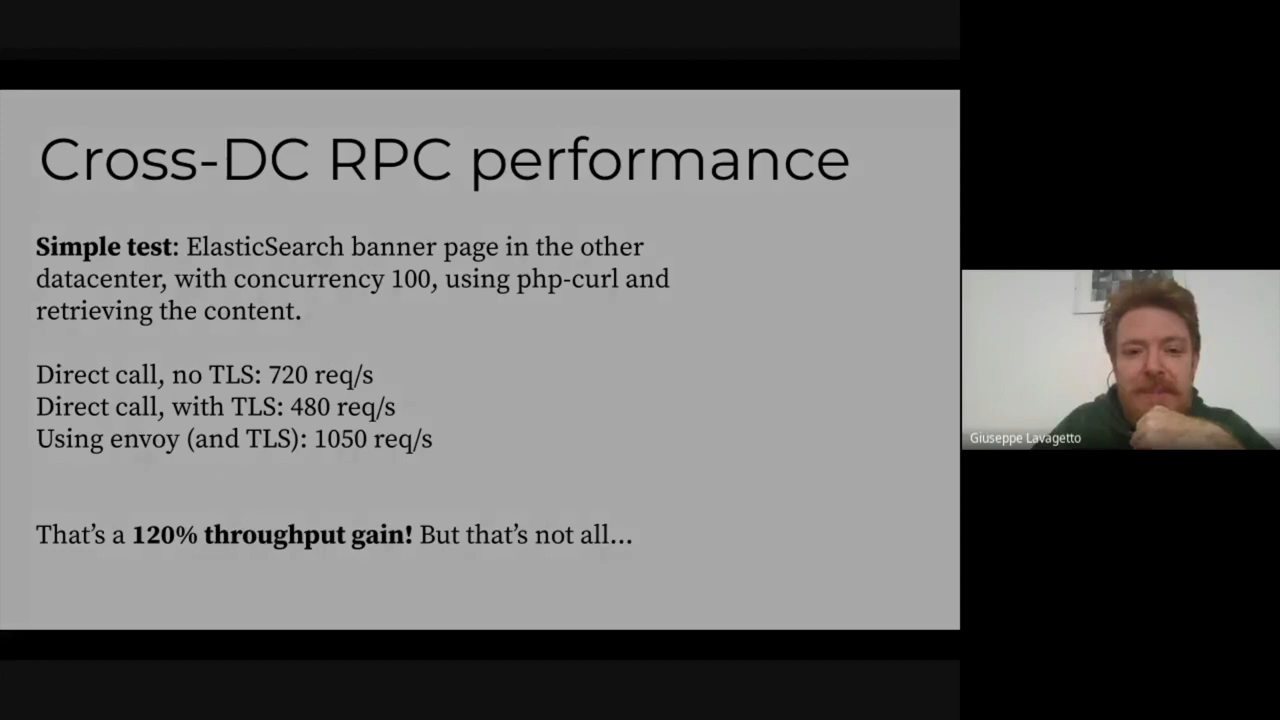 Cross-DC RPC performance
Simple test: ElasticSearch banner page in the other
datacenter, with concurrency 100, using php-curl and
retrieving the content.
Direct call, no TLS: 720 req/s
Direct call, with TLS: 480 req/s
Using envoy (and TLS): 1050 req/s
That’s a 120% throughput gain! But that’s not all...
Giuseppe Lavagetto